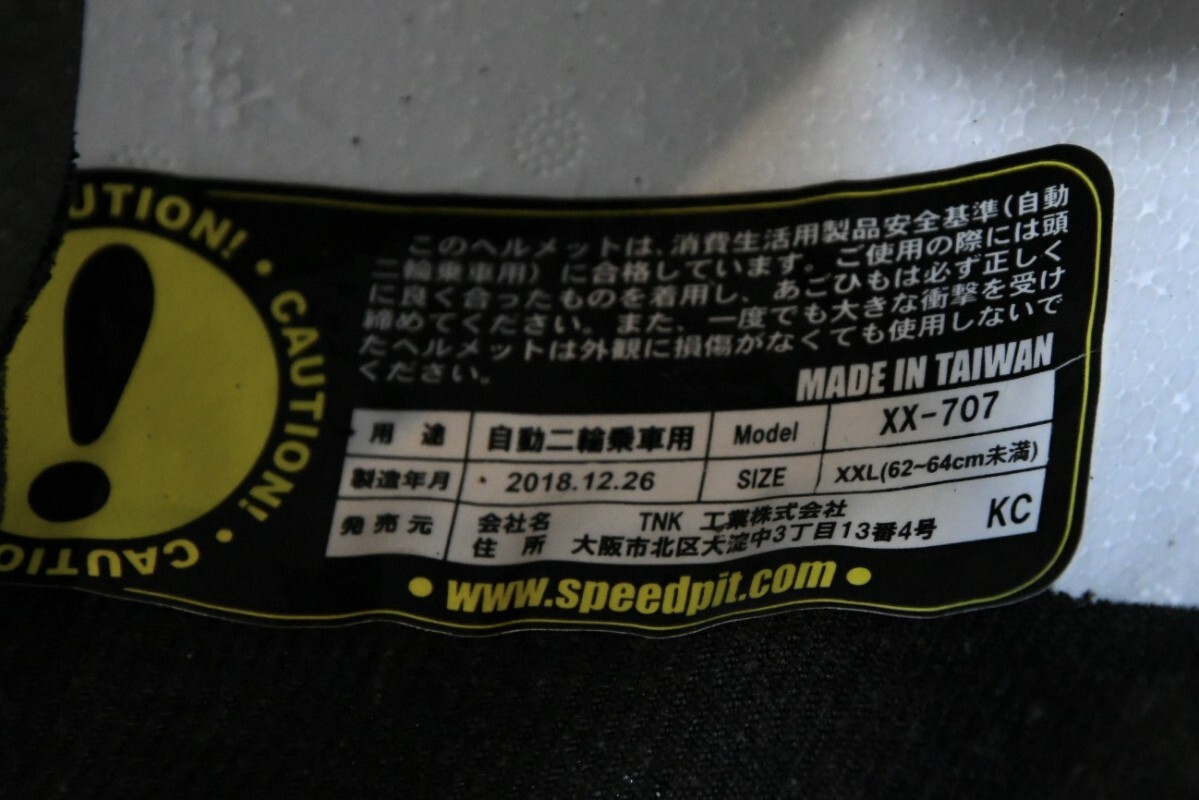 CAUTION! • CAUTION! • CAUTION!
このヘルメットは、消費生活用製品安全基準(自動
二輪乗車用)に合格しています。ご使用の際には頭
に良く合ったものを着用し、あごひもは必ず正しく
締めてください。また、一度でも大きな衝撃を受け
たヘルメットは外観に損傷がなくても使用しないで
ください。
MADE IN TAIWAN
用途 自動二輪乗車用 Model XX-707
製造年月 2018.12.26 SIZE XXL(62~64cm未満)
発売元 会社名 TNK 工業株式会社
住所 大阪市北区大淀中3丁目13番4号 KC
• www.speedpit.com •